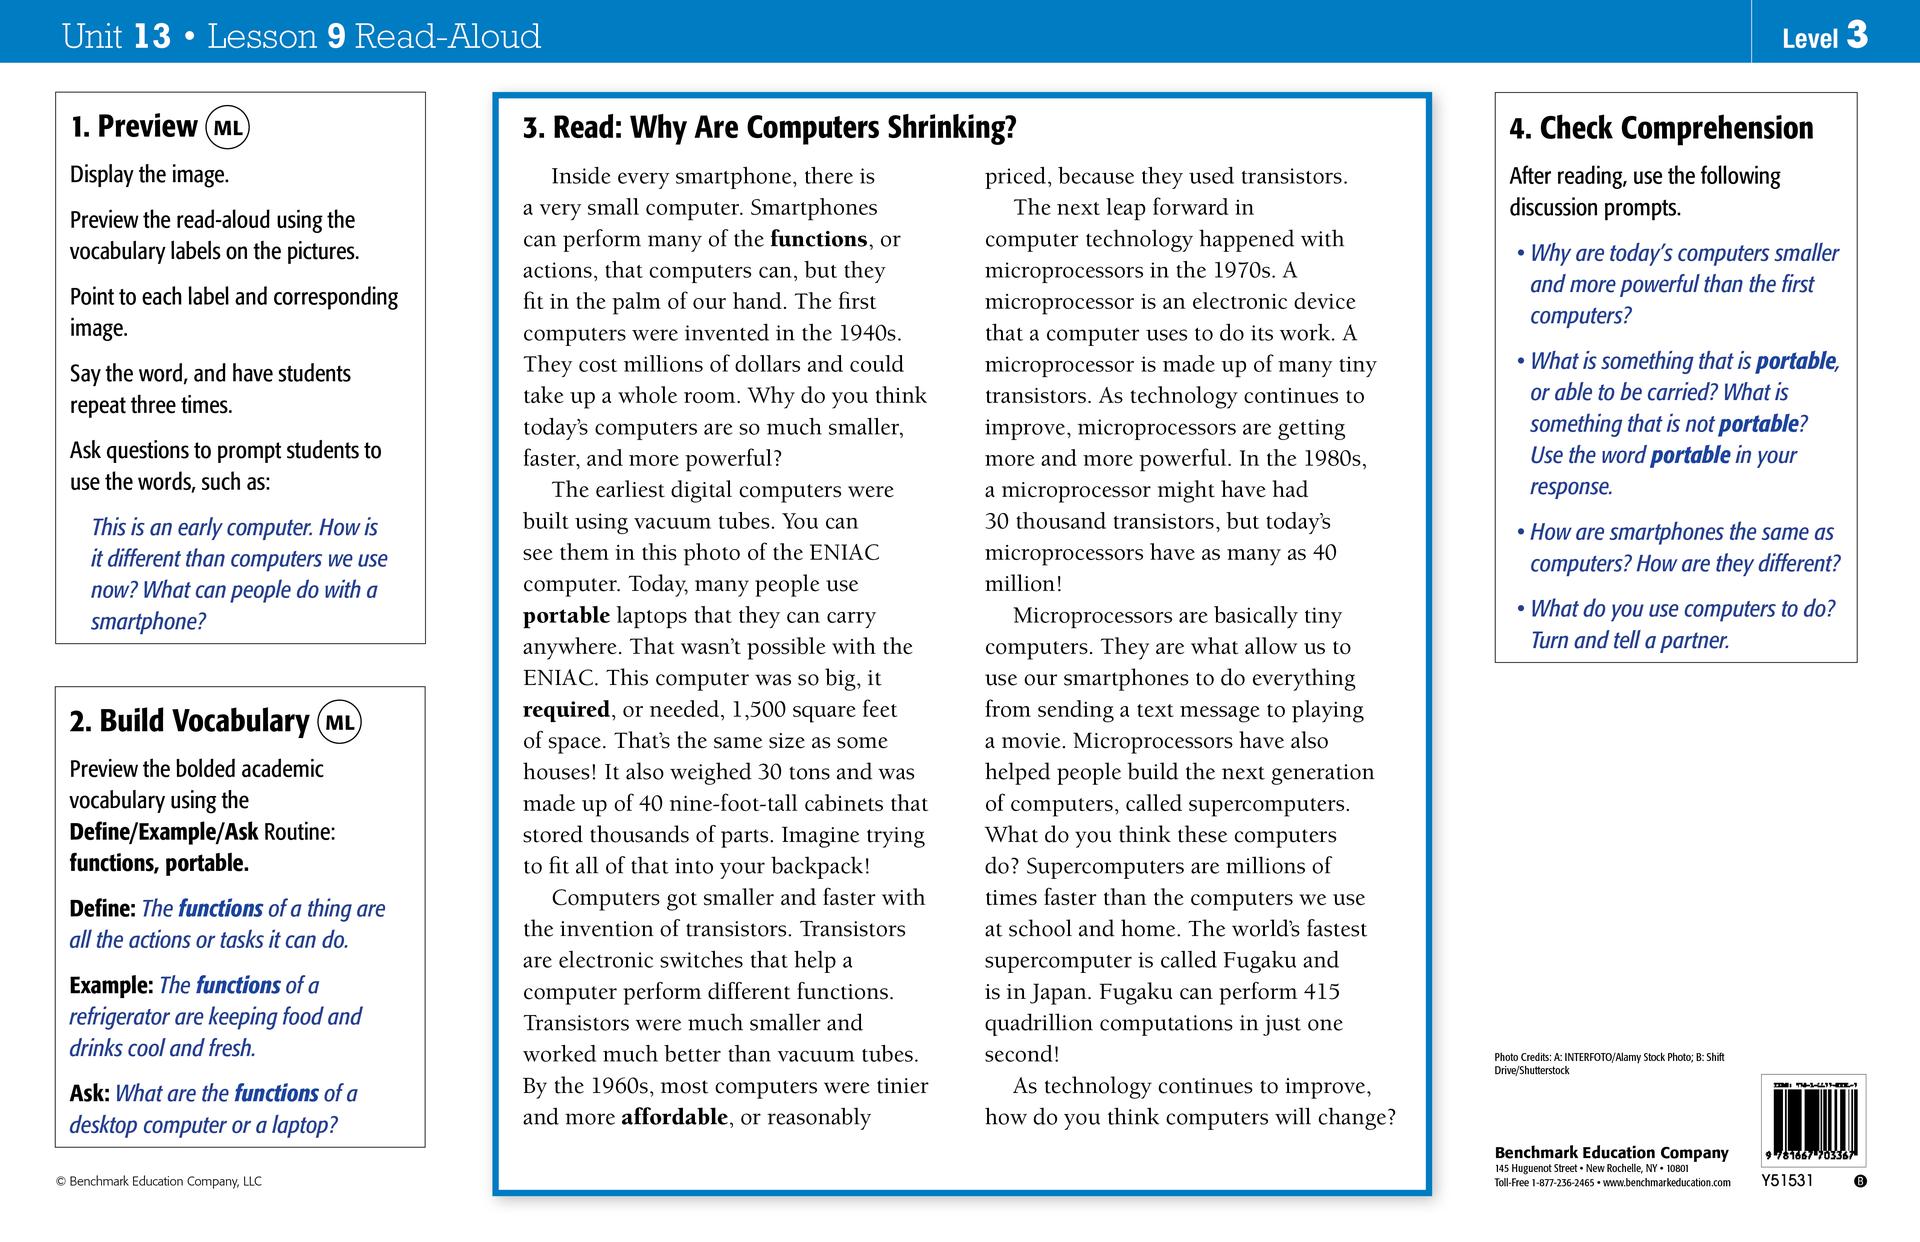 Unit 13 • Lesson 9 Read-Aloud
Level 3
1. Preview ML
Display the image.
Preview the read-aloud using the
vocabulary labels on the pictures.
Point to each label and corresponding
image.
Say the word, and have students
repeat three times.
Ask questions to prompt students to
use the words, such as:
This is an early computer. How is
it different than computers we use
now? What can people do with a
smartphone?
2. Build Vocabulary ML
Preview the bolded academic
vocabulary using the
Define/Example/Ask Routine:
functions, portable.
Define: The functions of a thing are
all the actions or tasks it can do.
Example: The functions of a
refrigerator are keeping food and
drinks cool and fresh.
Ask: What are the functions of a
desktop computer or a laptop?
© Benchmark Education Company, LLC
3. Read: Why Are Computers Shrinking?
Inside every smartphone, there is
a very small computer. Smartphones
can perform many of the functions, or
actions, that computers can, but they
fit in the palm of our hand. The first
computers were invented in the 1940s.
They cost millions of dollars and could
take up a whole room. Why do you think
today's computers are so much smaller,
faster, and more powerful?
The earliest digital computers were
built using vacuum tubes. You can
see them in this photo of the ENIAC
computer. Today, many people use
portable laptops that they can carry
anywhere. That wasn't possible with the
ENIAC. This computer was so big, it
required, or needed, 1,500 square feet
of space. That's the same size as some
houses! It also weighed 30 tons and was
made up of 40 nine-foot-tall cabinets that
stored thousands of parts. Imagine trying
to fit all of that into your backpack!
Computers got smaller and faster with
the invention of transistors. Transistors
are electronic switches that help a
computer perform different functions.
Transistors were much smaller and
worked much better than vacuum tubes.
By the 1960s, most computers were tinier
and more affordable, or reasonably
priced, because they used transistors.
The next leap forward in
computer technology happened with
microprocessors in the 1970s. A
microprocessor is an electronic device
that a computer uses to do its work. A
microprocessor is made up of many tiny
transistors. As technology continues to
improve, microprocessors are getting
more and more powerful. In the 1980s,
a microprocessor might have had
30 thousand transistors, but today's
microprocessors have as many as 40
million!
Microprocessors are basically tiny
computers. They are what allow us to
use our smartphones to do everything
from sending a text message to playing
a movie. Microprocessors have also
helped people build the next generation
of computers, called supercomputers.
What do you think these computers
do? Supercomputers are millions of
times faster than the computers we use
at school and home. The world's fastest
supercomputer is called Fugaku and
is in Japan. Fugaku can perform 415
quadrillion computations in just one
second!
As technology continues to improve,
how do you think computers will change?
4. Check Comprehension
After reading, use the following
discussion prompts.
• Why are today's computers smaller
and more powerful than the first
computers?
• What is something that is portable,
or able to be carried? What is
something that is not portable?
Use the word portable in your
response.
• How are smartphones the same as
computers? How are they different?
• What do you use computers to do?
Turn and tell a partner.
Photo Credits: A: INTERFOTO/Alamy Stock Photo; B: Shift
Drive/Shutterstock
Benchmark Education Company
145 Huguenot Street • New Rochelle, NY • 10801
Toll-Free 1-877-236-2465 • www.benchmarkeducation.com
9 781667 703367
Y51531
B